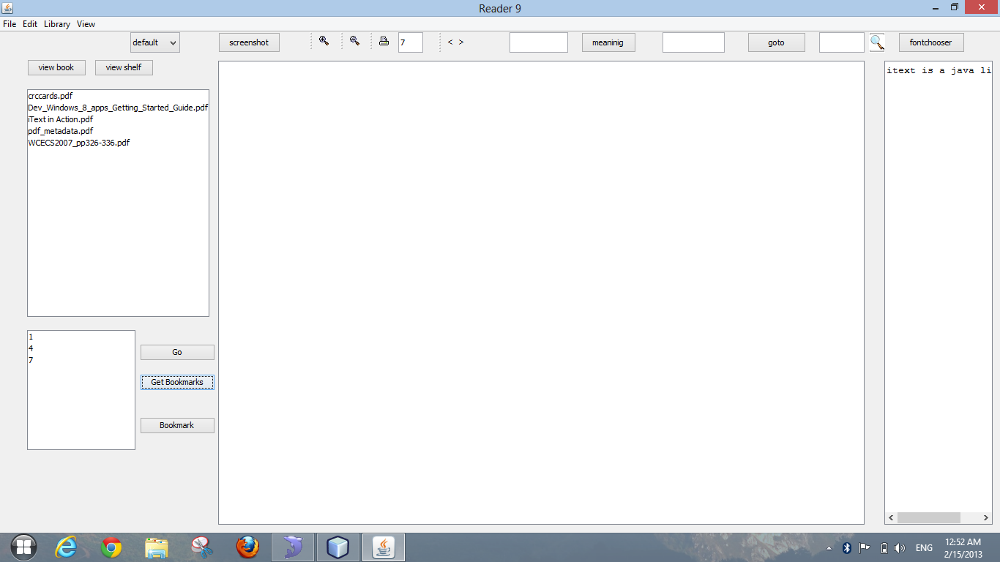 Reader 9
File Edit Library View
default screenshot 7 < > meaninig goto fontchooser
view book view shelf
itext is a java li
crccards.pdf
Dev_Windows_8_apps_Getting_Started_Guide.pdf
iText in Action.pdf
pdf_metadata.pdf
WCECS2007_pp326-336.pdf
1
4
7
Go
Get Bookmarks
Bookmark
ENG
12:52 AM
2/15/2013